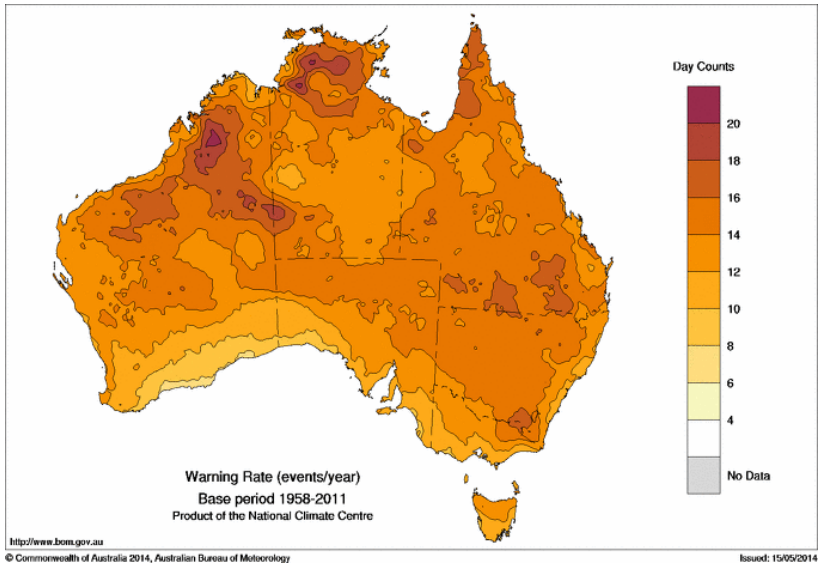 Day Counts
20
18
16
14
12
10
8
6
4
No Data
Warning Rate (events/year)
Base period 1958-2011
Product of the National Climate Centre
http://www.bom.gov.au
© Commonwealth of Australia 2014, Australian Bureau of Meteorology
Issued: 15/05/2014